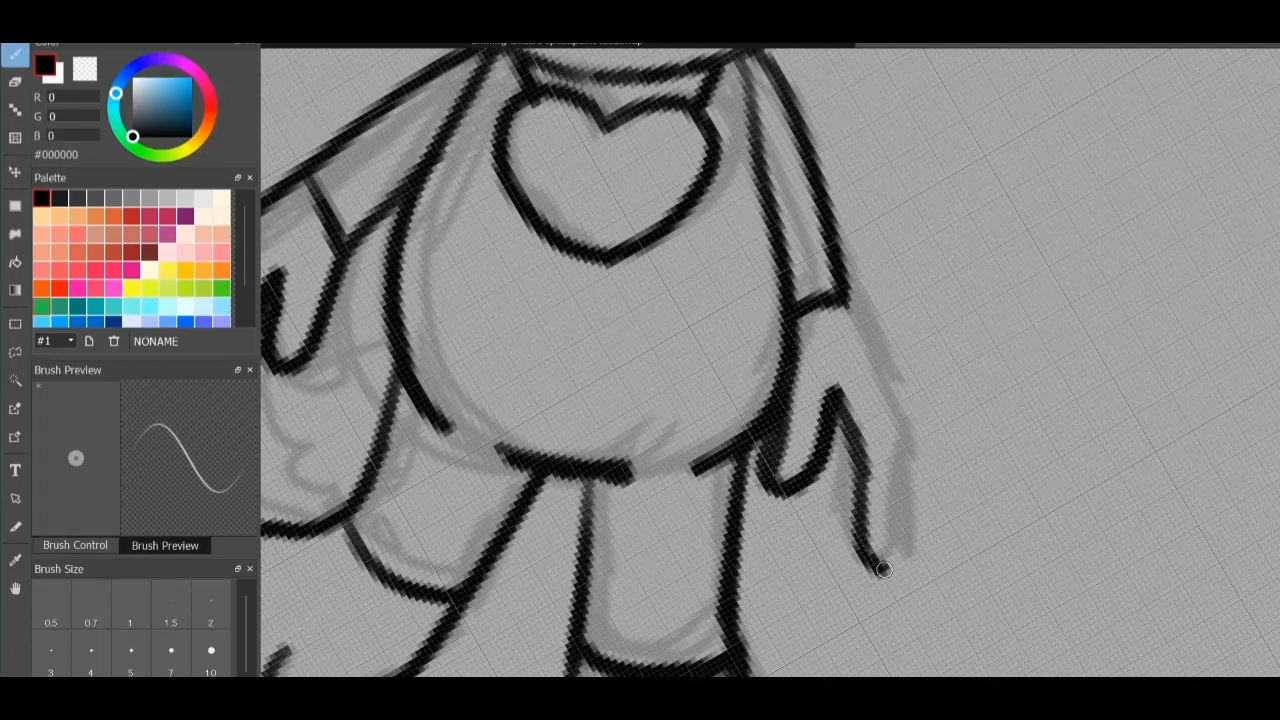 Color
R 0
G 0
B 0
#000000
Palette
#1 NONAME
Brush Preview
Brush Control Brush Preview
Brush Size
0.5 0.7 1 1.5 2
3 4 5 7 10
T